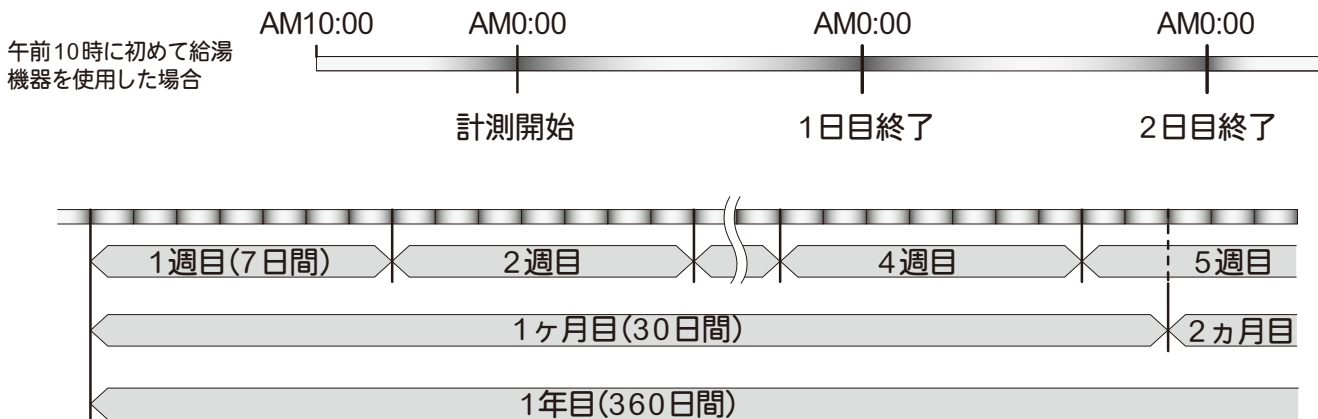 AM10:00 AM0:00 AM0:00 AM0:00
午前10時に初めて給湯
機器を使用した場合
計測開始 1日目終了 2日目終了
1週目(7日間) 2週目 4週目 5週目
1ヶ月目(30日間) 2ヵ月目
1年目(360日間)